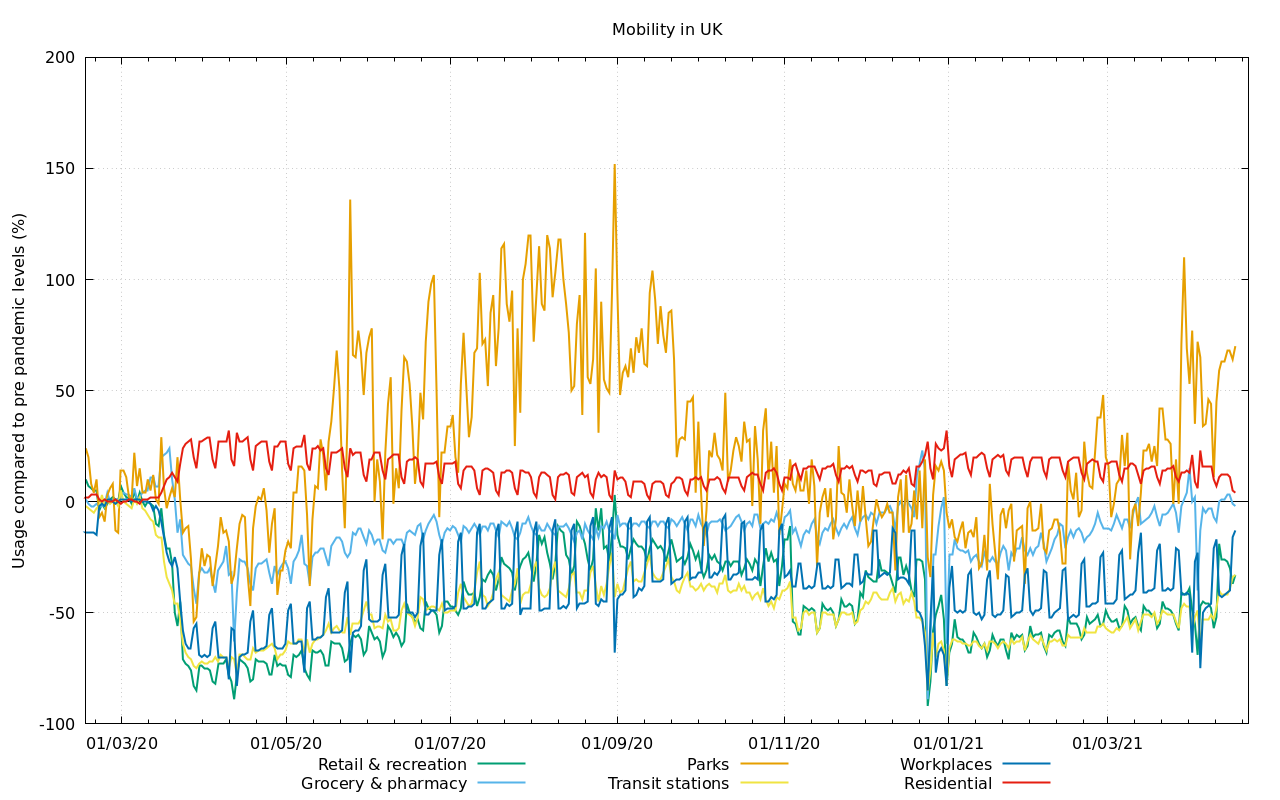 Mobility in UK
Usage compared to pre pandemic levels (%)
200
150
100
50
0
-50
-100
01/03/20 01/05/20 01/07/20 01/09/20 01/11/20 01/01/21 01/03/21
Retail & recreation Parks Workplaces
Grocery & pharmacy Transit stations Residential